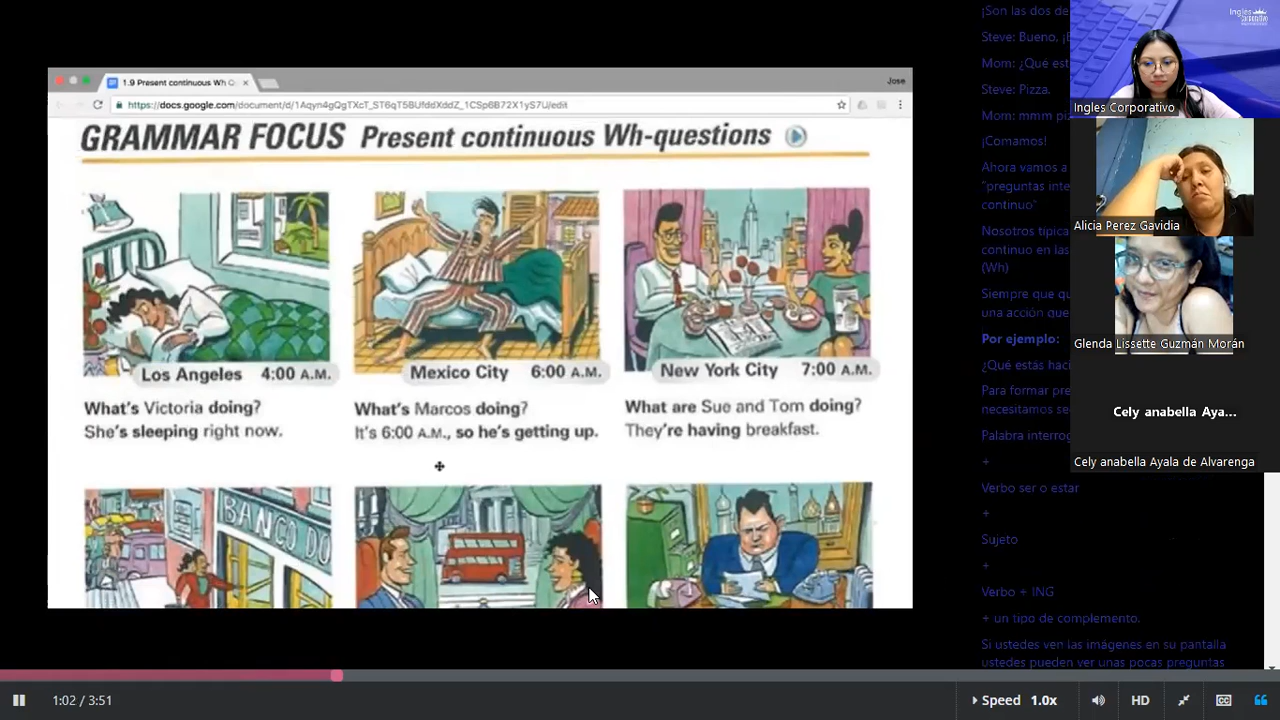 1.9 Present continuous Wh Q
Jose
https://docs.google.com/document/d/1Aqyn4gQgTXcT_ST6qT5BUfddXddZ_1CSp6B72X1yS7U/edit
GRAMMAR FOCUS Present continuous Wh-questions
Los Angeles 4:00 A.M.
Mexico City 6:00 A.M.
New York City 7:00 A.M.
What's Victoria doing?
She's sleeping right now.
What's Marcos doing?
It's 6:00 A.M., so he's getting up.
What are Sue and Tom doing?
They're having breakfast.
BANCO DO
¡Son las dos de
Steve: Bueno, ¡
Mom: ¿Qué est
Steve: Pizza.
Mom: mmm pi
¡Comamos!
Ahora vamos a
"preguntas inte
continuo"
Nosotros típica
continuo en las
(Wh)
Siempre que qu
una acción que
Por ejemplo:
¿Qué estás haci
Para formar pre
necesitamos se
Palabra interrog
+
Verbo ser o estar
+
Sujeto
+
Verbo + ING
+ un tipo de complemento.
Si ustedes ven las imágenes en su pantalla
ustedes pueden ver unas pocas preguntas
Ingles
Ingles Corporativo
Alicia Perez Gavidia
Glenda Lissette Guzmán Morán
Cely anabella Aya...
Cely anabella Ayala de Alvarenga
1:02 / 3:51
Speed 1.0x
HD
CC